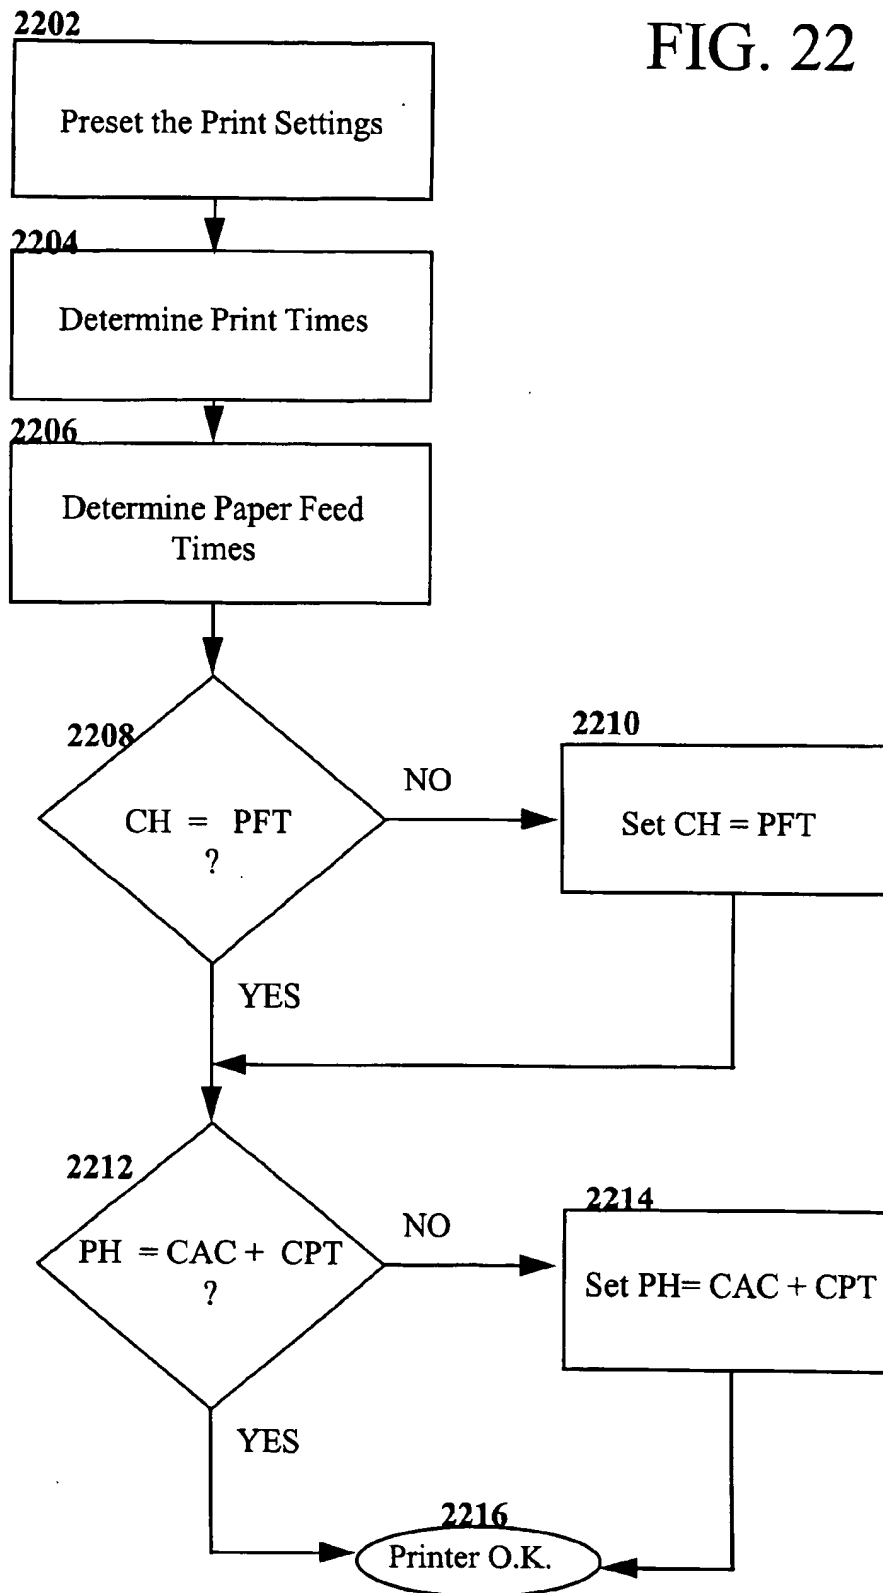 FIG. 22
2202
Preset the Print Settings
2204
Determine Print Times
2206
Determine Paper Feed
Times
2208
CH = PFT
?
NO
2210
Set CH = PFT
YES
2212
PH = CAC + CPT
?
NO
2214
Set PH= CAC + CPT
YES
2216
Printer O.K.